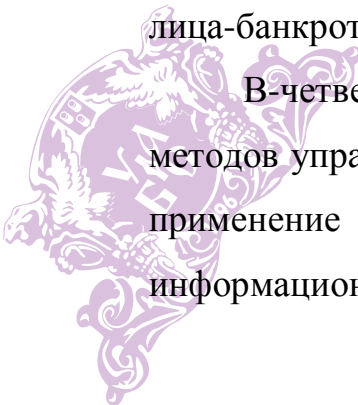 лица-банкрот
В-четве
методов упра
применение
информацион